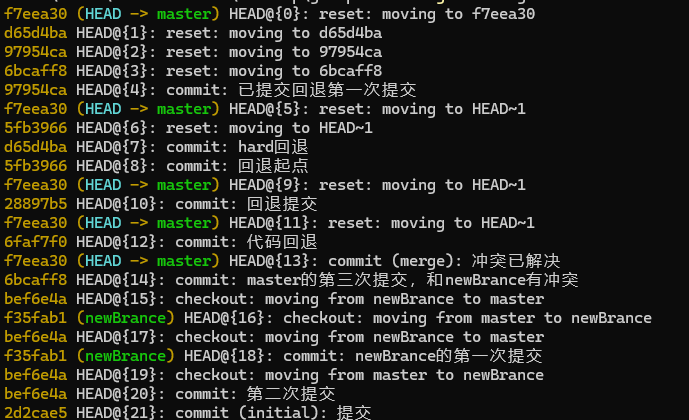 f7eea30 (HEAD -> master) HEAD@{0}: reset: moving to f7eea30
d65d4ba HEAD@{1}: reset: moving to d65d4ba
97954ca HEAD@{2}: reset: moving to 97954ca
6bcaff8 HEAD@{3}: reset: moving to 6bcaff8
97954ca HEAD@{4}: commit: 已提交回退第一次提交
f7eea30 (HEAD -> master) HEAD@{5}: reset: moving to HEAD~1
5fb3966 HEAD@{6}: reset: moving to HEAD~1
d65d4ba HEAD@{7}: commit: hard回退
5fb3966 HEAD@{8}: commit: 回退起点
f7eea30 (HEAD -> master) HEAD@{9}: reset: moving to HEAD~1
28897b5 HEAD@{10}: commit: 回退提交
f7eea30 (HEAD -> master) HEAD@{11}: reset: moving to HEAD~1
6faf7f0 HEAD@{12}: commit: 代码回退
f7eea30 (HEAD -> master) HEAD@{13}: commit (merge): 冲突已解决
6bcaff8 HEAD@{14}: commit: master的第三次提交，和newBrance有冲突
bef6e4a HEAD@{15}: checkout: moving from newBrance to master
f35fab1 (newBrance) HEAD@{16}: checkout: moving from master to newBrance
bef6e4a HEAD@{17}: checkout: moving from newBrance to master
f35fab1 (newBrance) HEAD@{18}: commit: newBrance的第一次提交
bef6e4a HEAD@{19}: checkout: moving from master to newBrance
bef6e4a HEAD@{20}: commit: 第二次提交
2d2cae5 HEAD@{21}: commit (initial): 提交